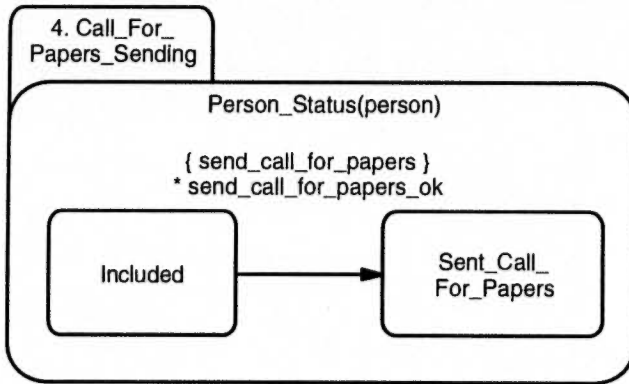 4. Call_For_
Papers_Sending
Person_Status(person)
{ send_call_for_papers }
* send_call_for_papers_ok
Included
Sent_Call_
For_Papers